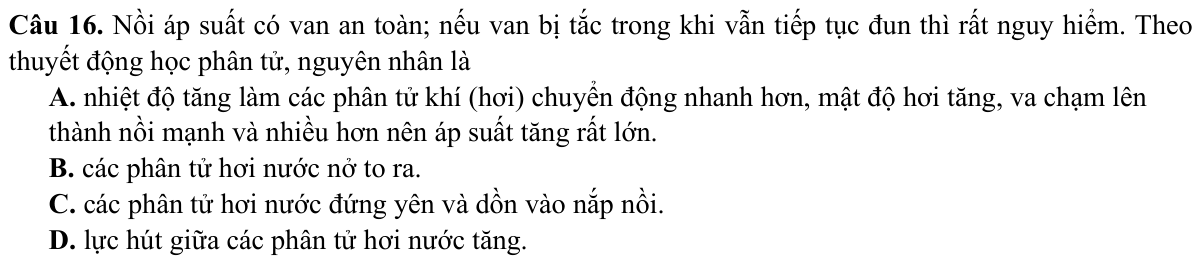 Câu 16. Nồi áp suất có van an toàn; nếu van bị tắc trong khi vẫn tiếp tục đun thì rất nguy hiểm. Theo
thuyết động học phân tử, nguyên nhân là
A. nhiệt độ tăng làm các phân tử khí (hơi) chuyển động nhanh hơn, mật độ hơi tăng, va chạm lên
thành nồi mạnh và nhiều hơn nên áp suất tăng rất lớn.
B. các phân tử hơi nước nở to ra.
C. các phân tử hơi nước đứng yên và dồn vào nắp nồi.
D. lực hút giữa các phân tử hơi nước tăng.